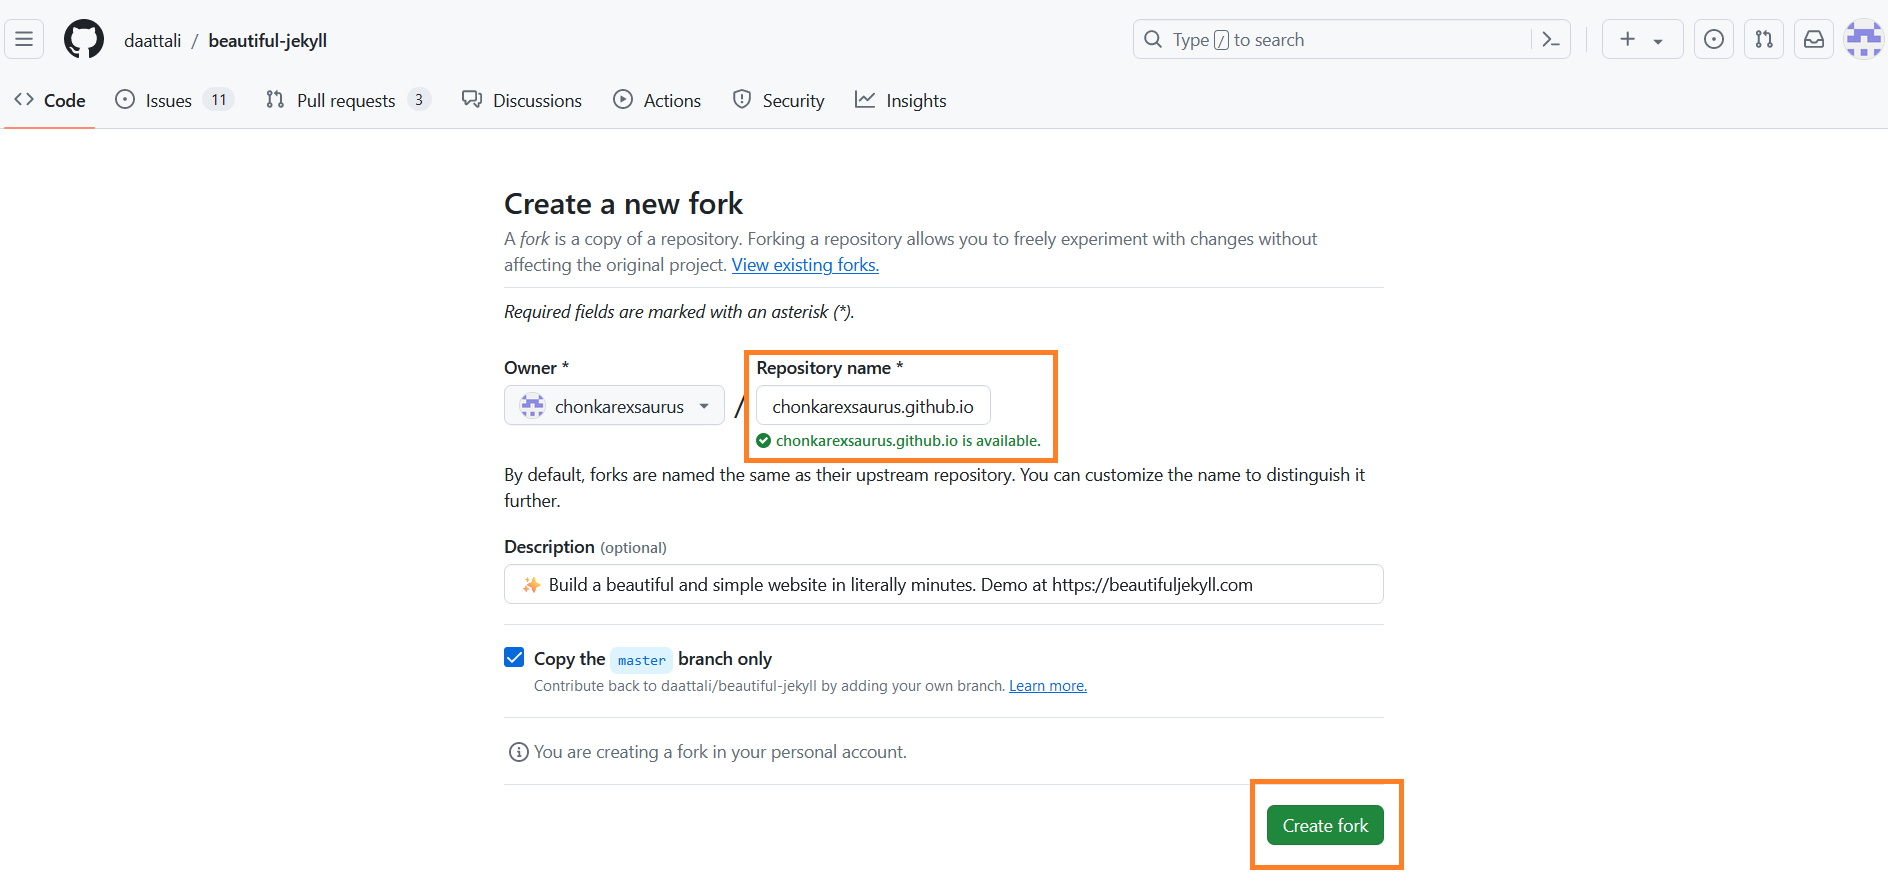 daattali / beautiful-jekyll
Type / to search
Code
Issues 11
Pull requests 3
Discussions
Actions
Security
Insights
Create a new fork
A fork is a copy of a repository. Forking a repository allows you to freely experiment with changes without
affecting the original project. View existing forks.
Required fields are marked with an asterisk (*).
Owner *
chonkarexsaurus
/
Repository name *
chonkarexsaurus.github.io
chonkarexsaurus.github.io is available.
By default, forks are named the same as their upstream repository. You can customize the name to distinguish it
further.
Description (optional)
✨ Build a beautiful and simple website in literally minutes. Demo at https://beautifuljekyll.com
Copy the master branch only
Contribute back to daattali/beautiful-jekyll by adding your own branch. Learn more.
You are creating a fork in your personal account.
Create fork